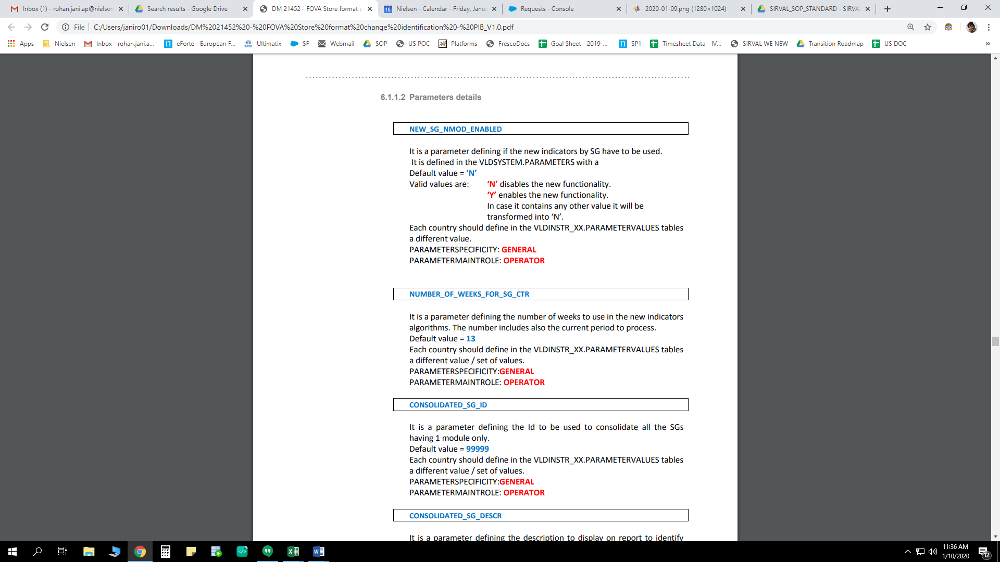 Inbox (1) - rohan.jani.ap@nielsen
Search results - Google Drive
DM 21452 - FOVA Store format c
Nielsen - Calendar - Friday, Janua
Requests - Console
2020-01-09.png (1280×1024)
SIRVAL_SOP_STANDARD - SIRVA
File
C:/Users/janiro01/Downloads/DM%2021452%20-%20FOVA%20Store%20format%20change%20identification%20-%20PIB_V1.0.pdf
Apps
Nielsen
Inbox - rohan.jani.a...
eForte - European F...
Ultimatix
SF
Webmail
SOP
US POC
Platforms
FrescoDocs
Goal Sheet - 2019-...
SP1
Timesheet Data - IV...
SIRVAL WE NEW
Transition Roadmap
US DOC
»
6.1.1.2 Parameters details
NEW_SG_NMOD_ENABLED
It is a parameter defining if the new indicators by SG have to be used.
It is defined in the VLDSYSTEM.PARAMETERS with a
Default value = ‘N’
Valid values are: ‘N’ disables the new functionality.
‘Y’ enables the new functionality.
In case it contains any other value it will be
transformed into ‘N’.
Each country should define in the VLDINSTR_XX.PARAMETERVALUES tables
a different value.
PARAMETERSPECIFICITY: GENERAL
PARAMETERMAINTROLE: OPERATOR
NUMBER_OF_WEEKS_FOR_SG_CTR
It is a parameter defining the number of weeks to use in the new indicators
algorithms. The number includes also the current period to process.
Default value = 13
Each country should define in the VLDINSTR_XX.PARAMETERVALUES tables
a different value / set of values.
PARAMETERSPECIFICITY:GENERAL
PARAMETERMAINTROLE: OPERATOR
CONSOLIDATED_SG_ID
It is a parameter defining the Id to be used to consolidate all the SGs
having 1 module only.
Default value = 99999
Each country should define in the VLDINSTR_XX.PARAMETERVALUES tables
a different value / set of values.
PARAMETERSPECIFICITY:GENERAL
PARAMETERMAINTROLE: OPERATOR
CONSOLIDATED_SG_DESCR
It is a parameter defining the description to display on report to identify
11:36 AM
1/10/2020
12